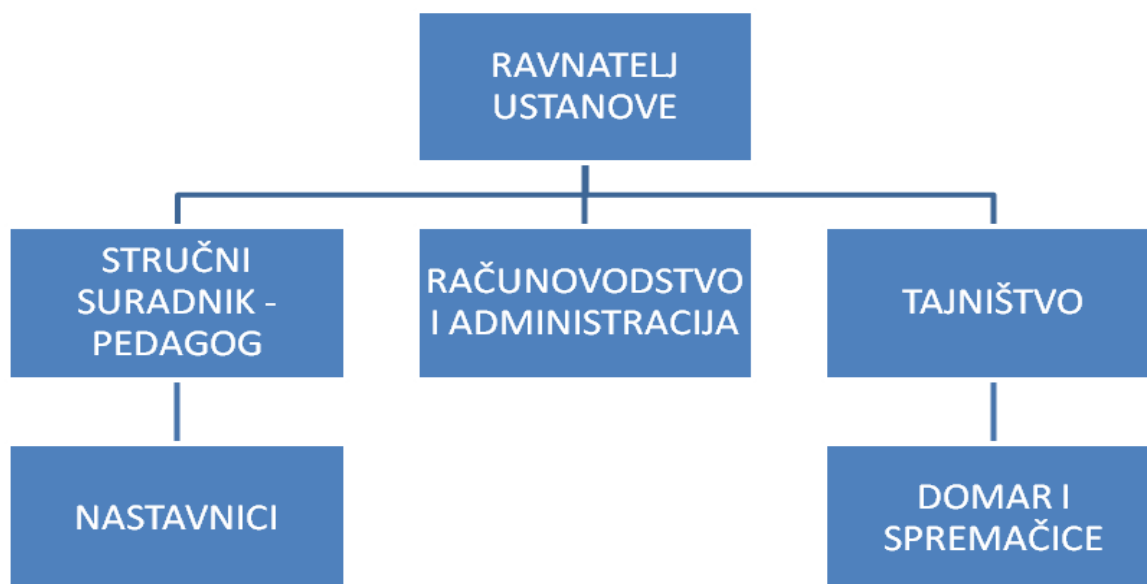 RAVNATELJ
USTANOVE
STRUČNI
SURADNIK -
PEDAGOG
RAČUNOVODSTVO
I ADMINISTRACIJA
TAJNIŠTVO
NASTAVNICI
DOMAR I
SPREMAČICE